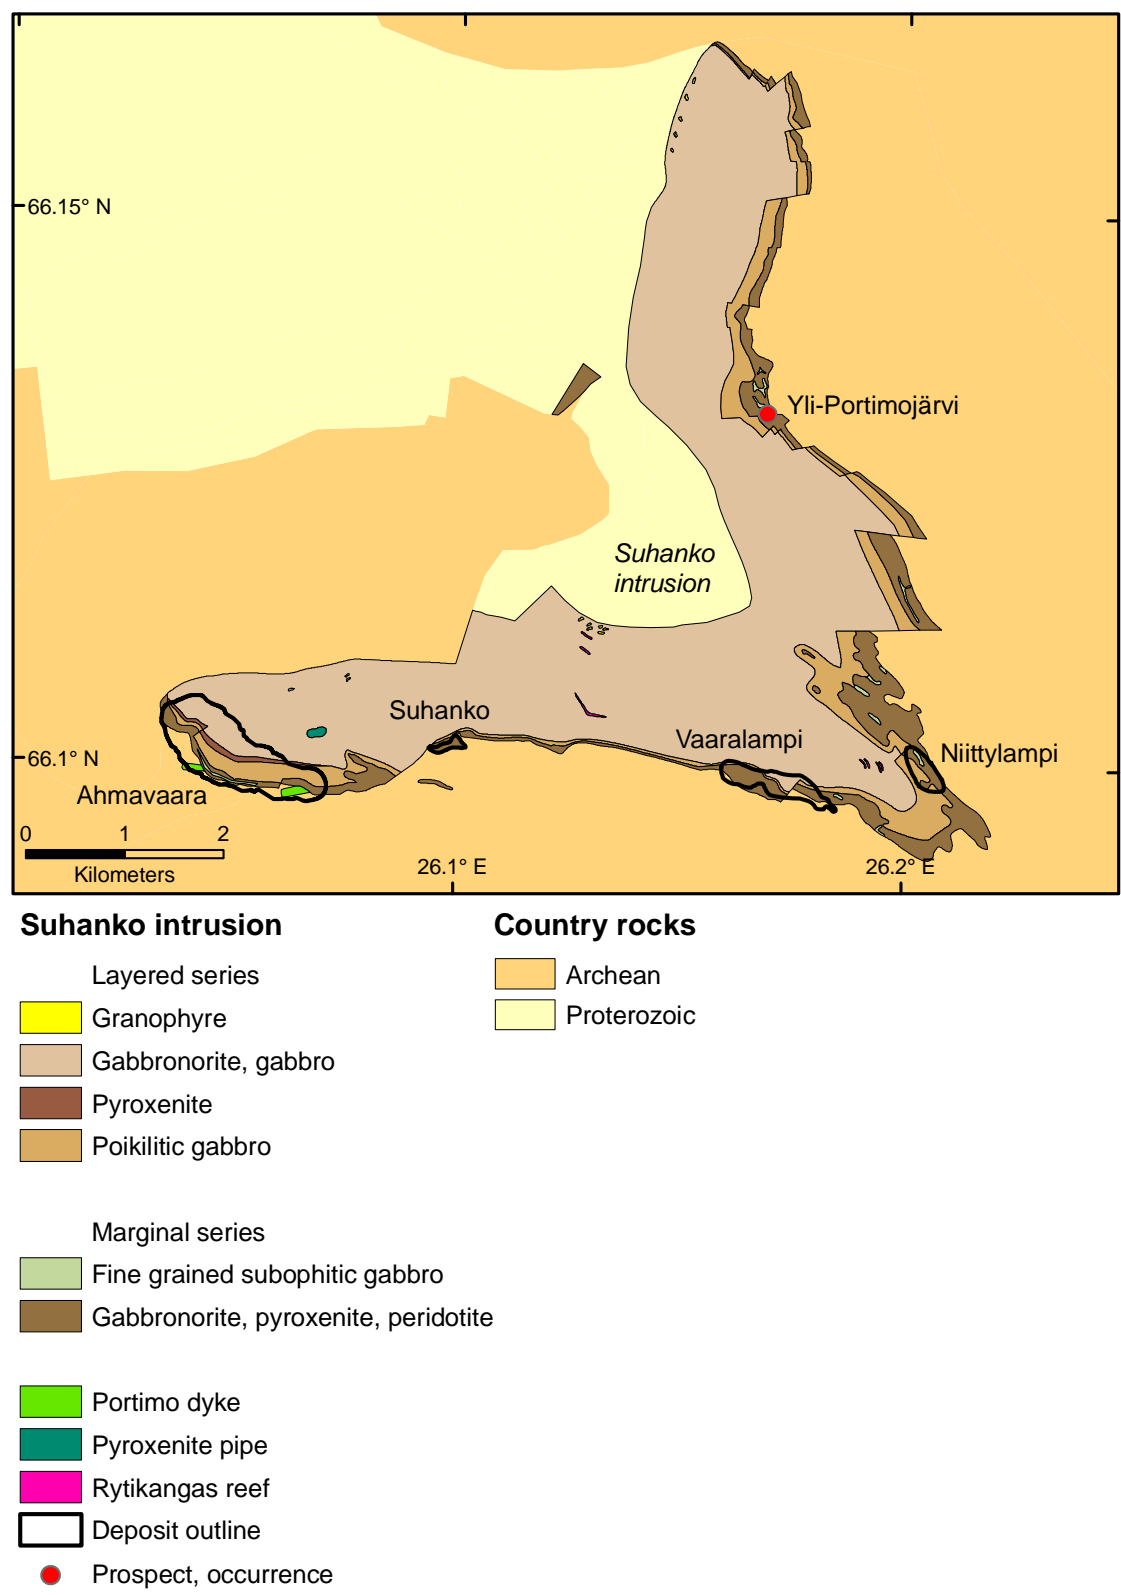 66.15° N
Yli-Portimojärvi
Suhanko
intrusion
Suhanko
Vaaralampi
Niittylampi
66.1° N
Ahmavaara
0 1 2
Kilometers
26.1° E
26.2° E
Suhanko intrusion
Layered series
Granophyre
Gabbronorite, gabbro
Pyroxenite
Poikilitic gabbro
Marginal series
Fine grained subophitic gabbro
Gabbronorite, pyroxenite, peridotite
Portimo dyke
Pyroxenite pipe
Rytikangas reef
Deposit outline
Prospect, occurrence
Country rocks
Archean
Proterozoic